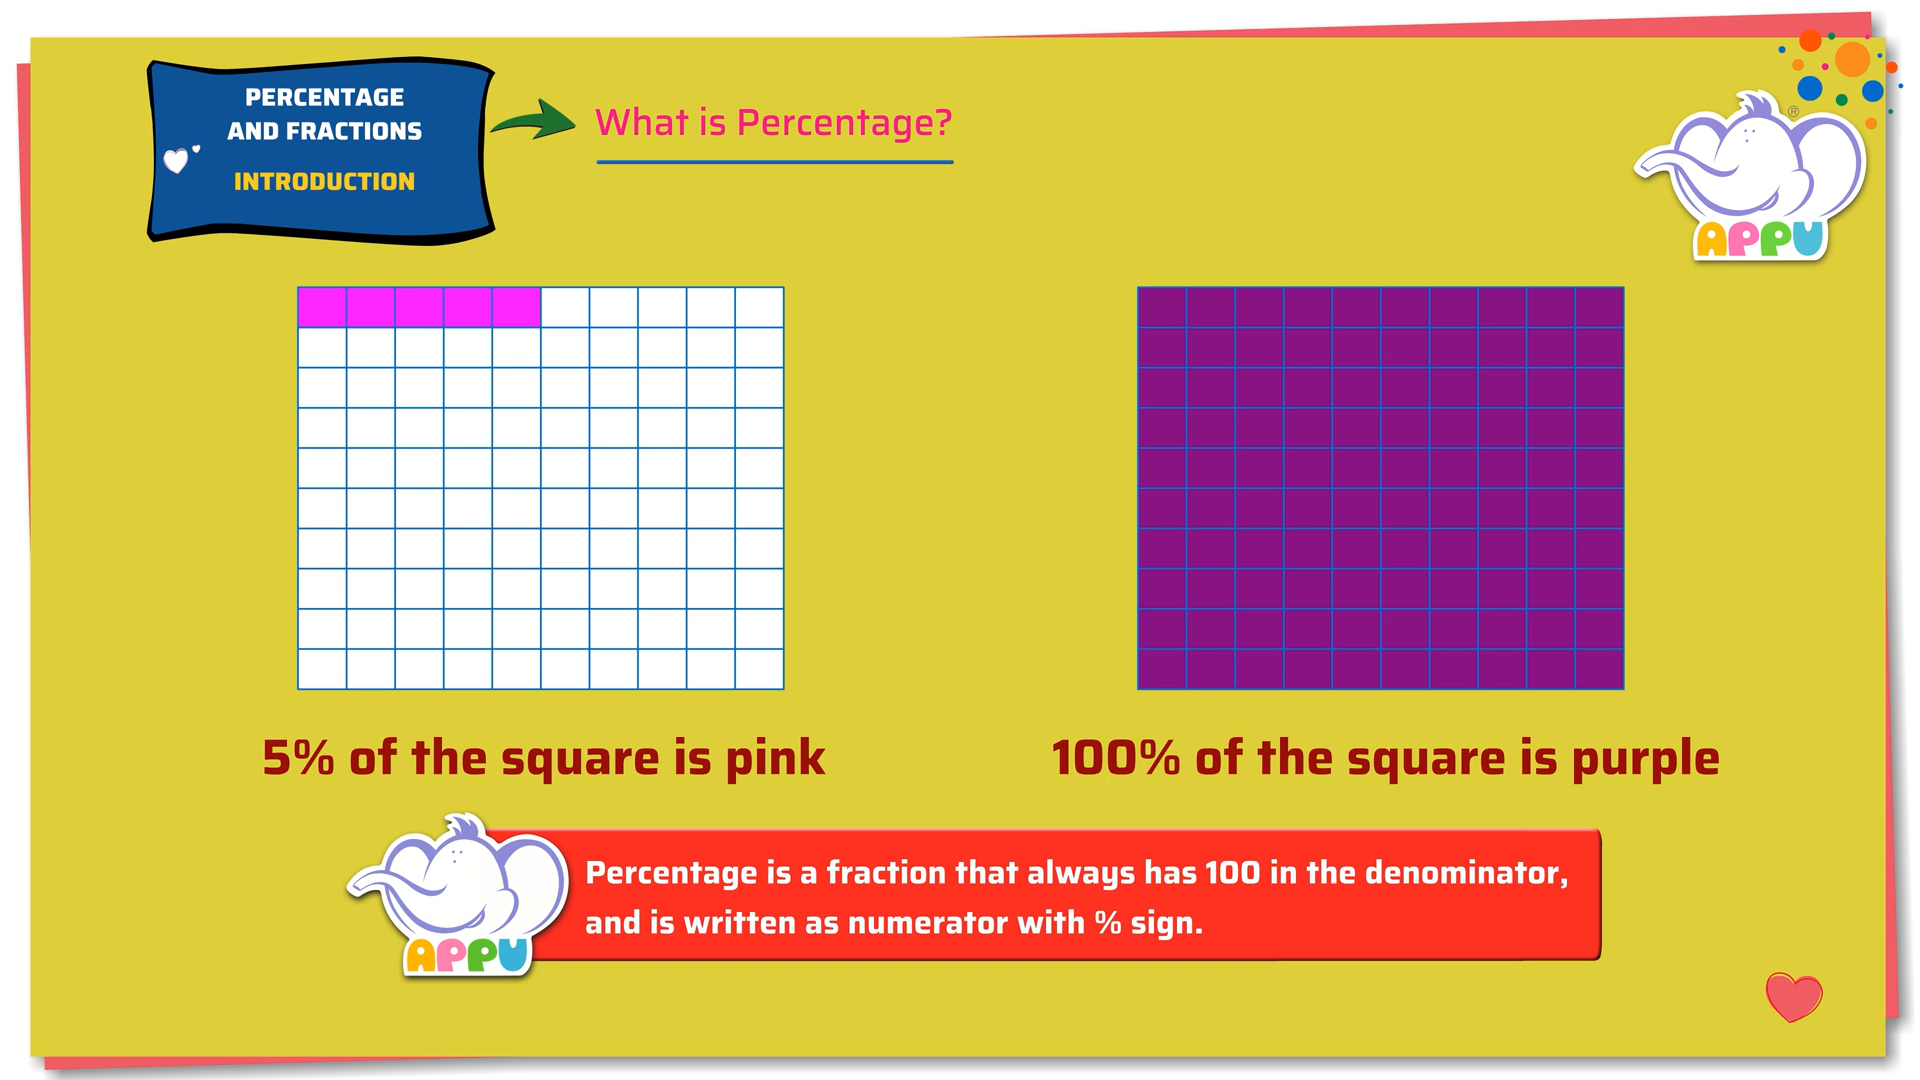 PERCENTAGE
AND FRACTIONS
INTRODUCTION
What is Percentage?
®
APPU
5% of the square is pink
100% of the square is purple
Percentage is a fraction that always has 100 in the denominator,
and is written as numerator with % sign.
APPU